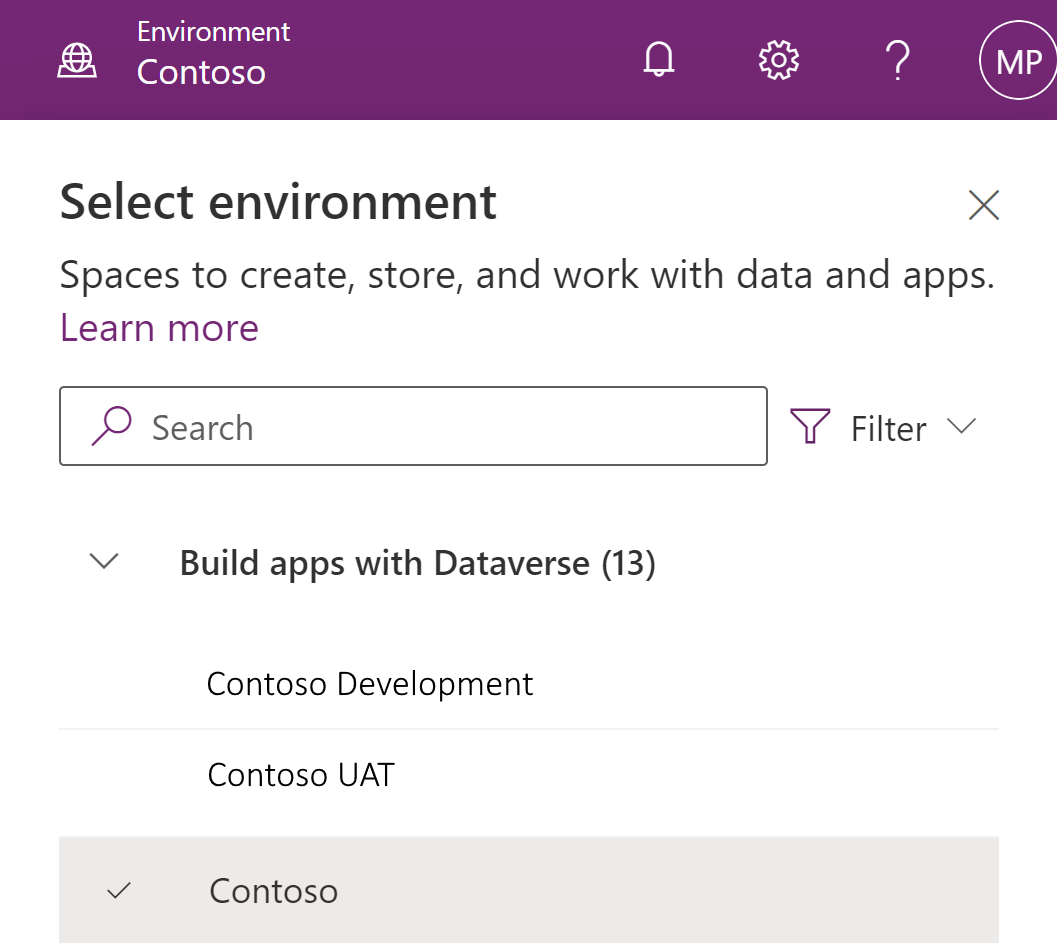 Environment
Contoso
MP
Select environment
Spaces to create, store, and work with data and apps.
Learn more
Search
Filter
Build apps with Dataverse (13)
Contoso Development
Contoso UAT
Contoso